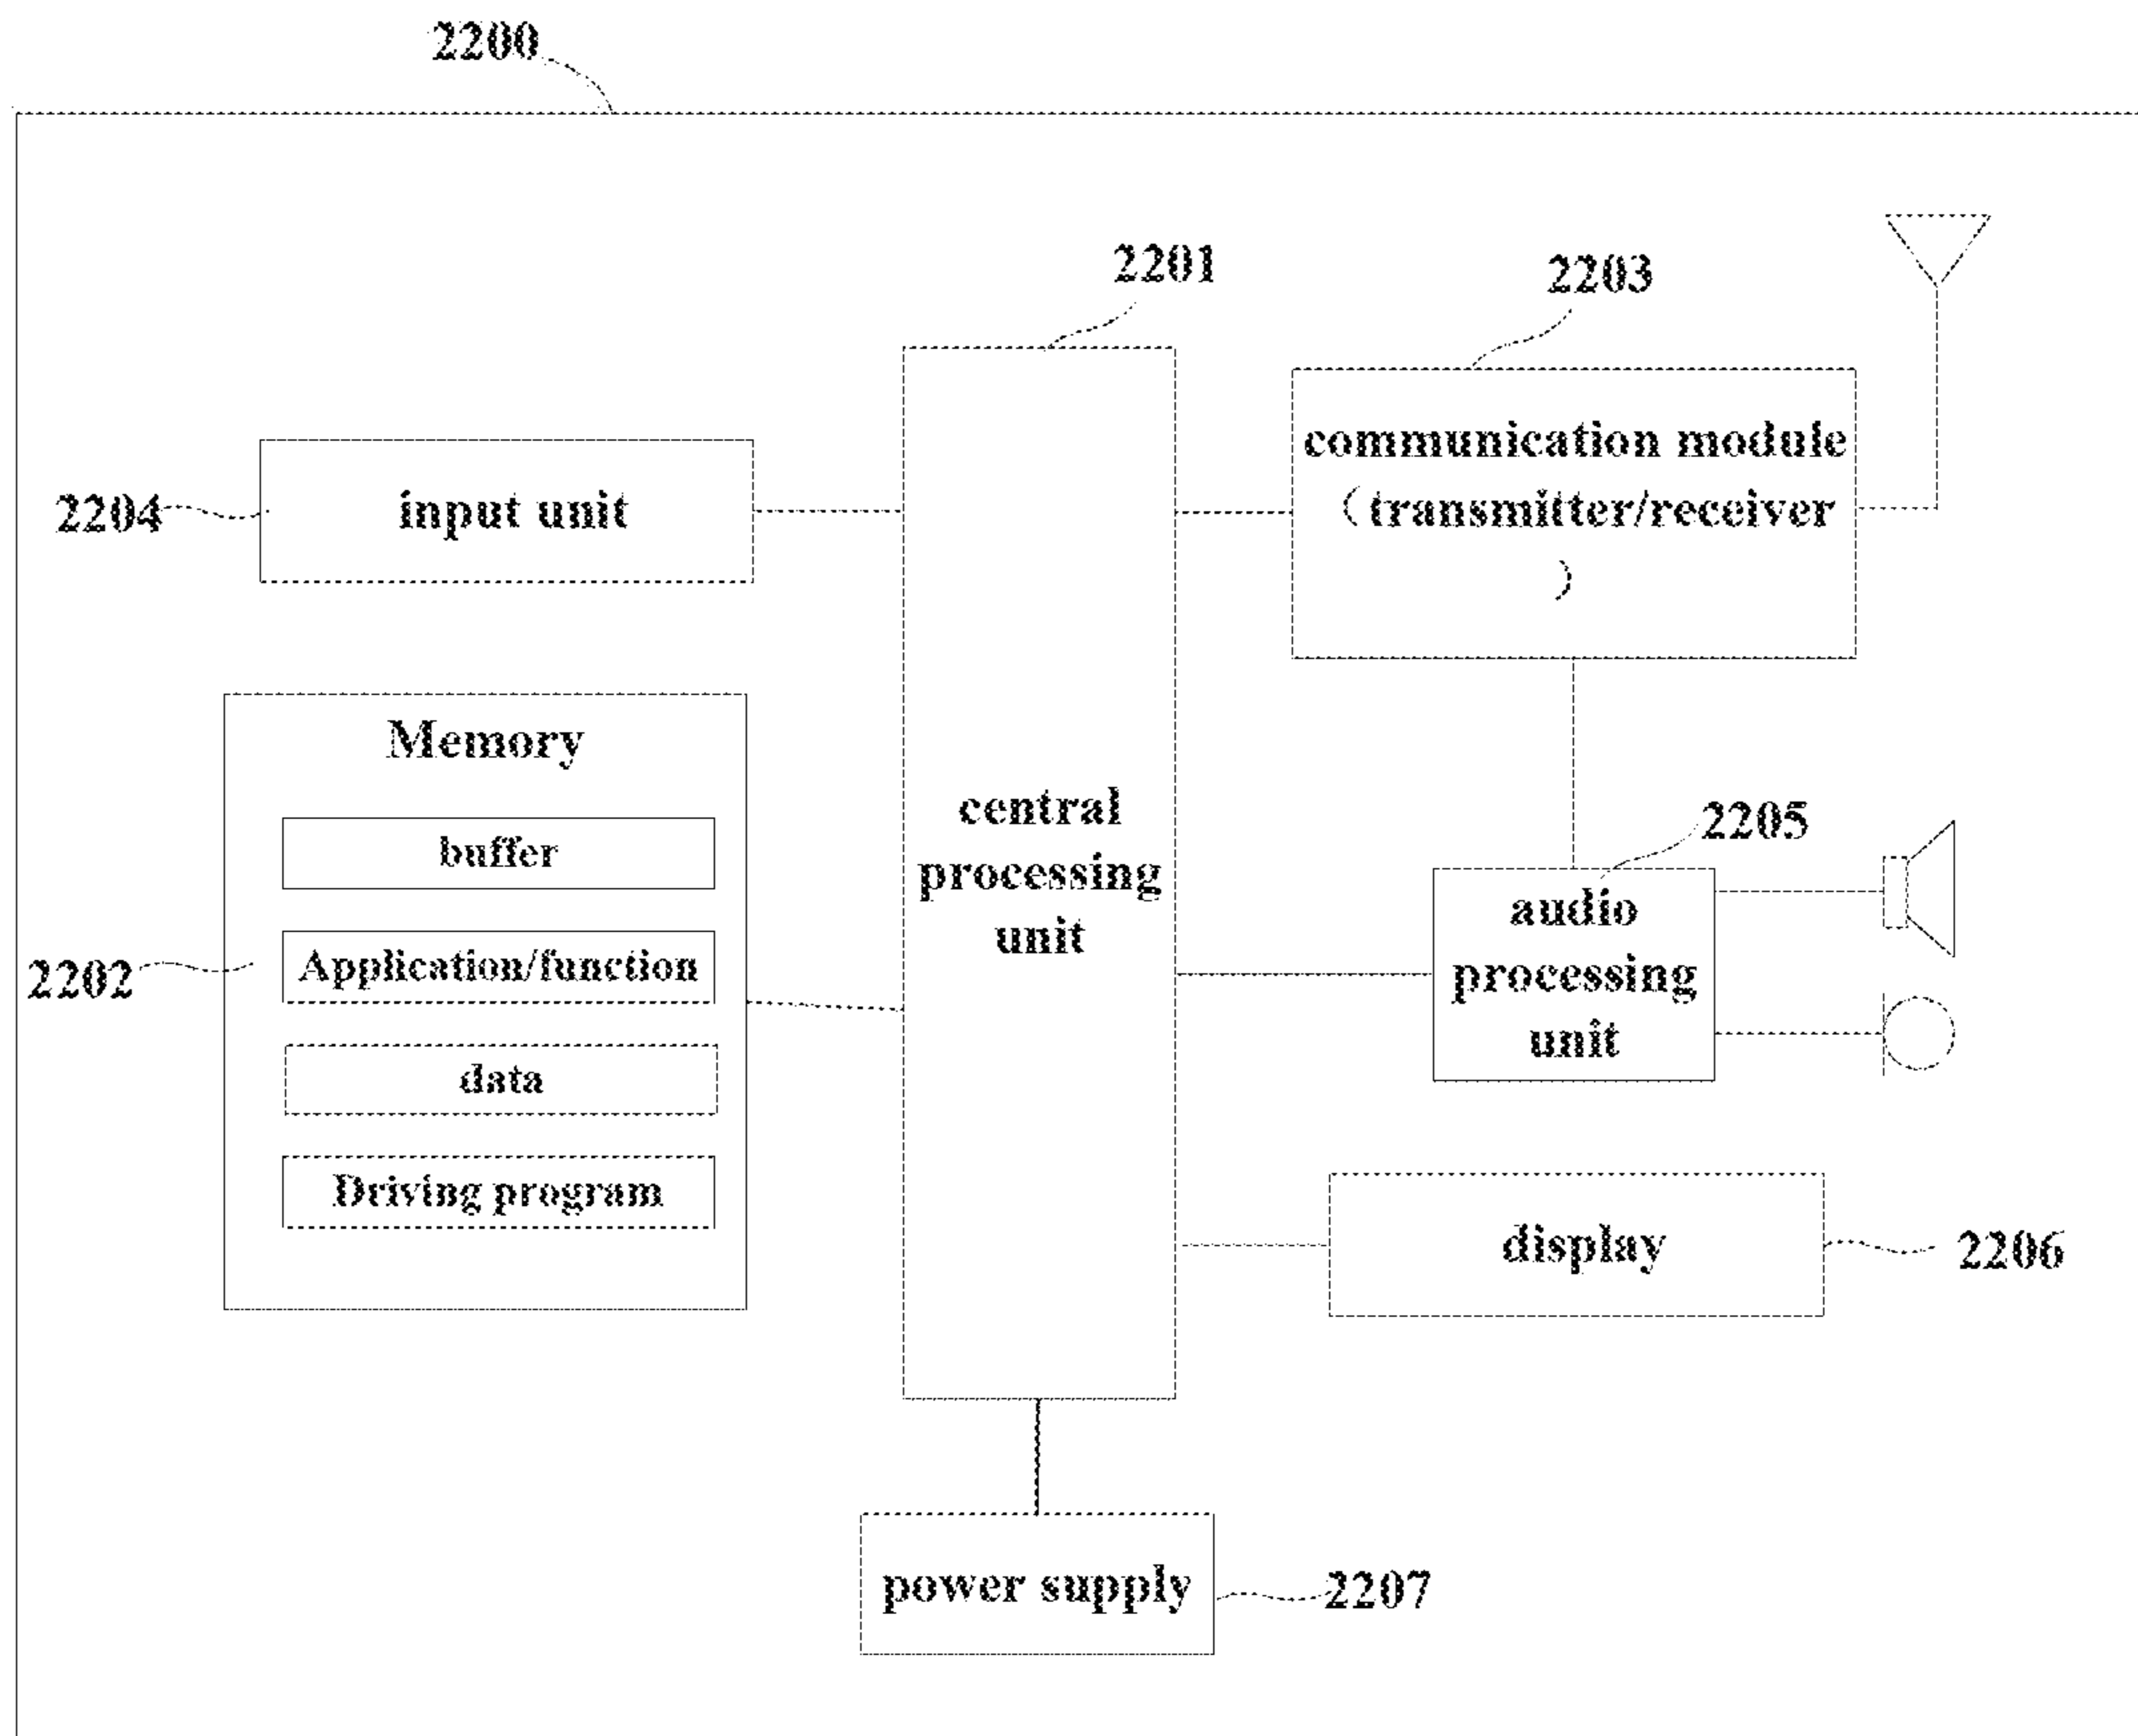 2200
2201
2203
communication module
（transmitter/receiver
）
2204
input unit
Memory
buffer
Application/function
data
Driving program
2202
central
processing
unit
2205
audio
processing
unit
display
2206
power supply
2207